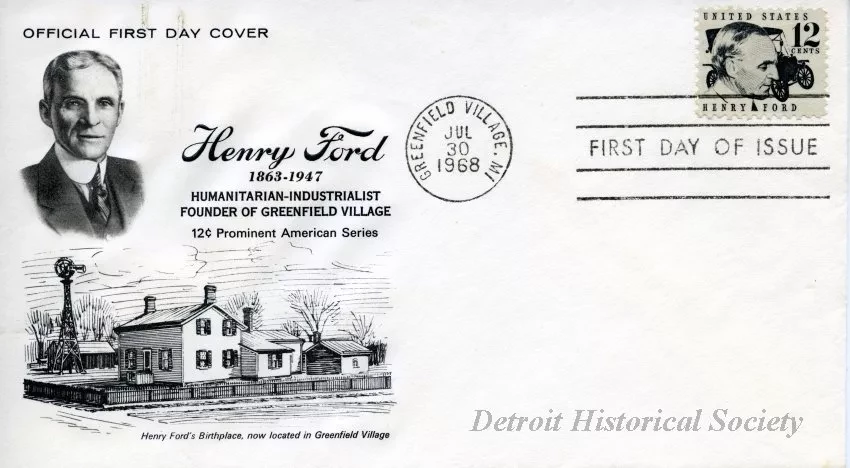 OFFICIAL FIRST DAY COVER
Henry Ford
1863-1947
HUMANITARIAN-INDUSTRIALIST
FOUNDER OF GREENFIELD VILLAGE
12¢ Prominent American Series
Henry Ford's Birthplace, now located in Greenfield Village
GREENFIELD VILLAGE, MI
JUL
30
1968
UNITED STATES
12
CENTS
HENRY FORD
FIRST DAY OF ISSUE
Detroit Historical Society